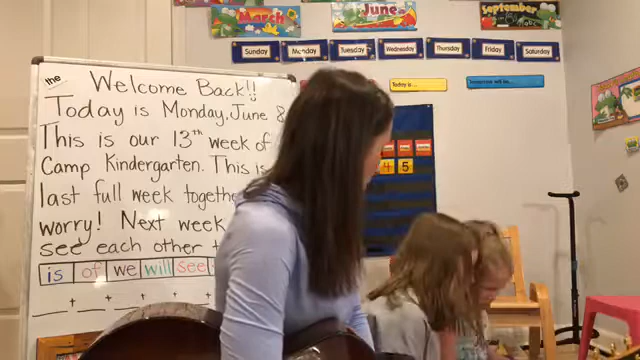 March
June
September
Sunday
Monday
Tuesday
Wednesday
Thursday
Friday
Saturday
Today is ...
Tomorrow will be...
the
Welcome Back!!
Today is Monday, June 8
This is our 13th week of
Camp Kindergarten. This is
last full week togethe
worry! Next week
see each other t
is of we will see
+ + + +
4 5